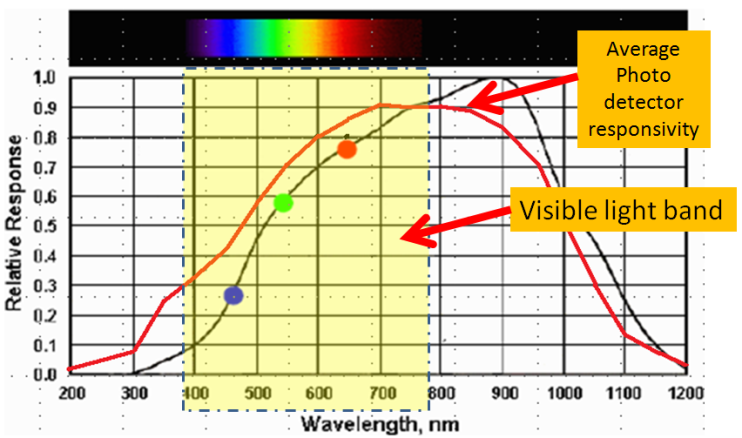 Average
Photo
detector
responsivity
Visible light band
Relative Response
1.0
0.9
0.8
0.7
0.6
0.5
0.4
0.3
0.2
0.1
0.0
200 300 400 500 600 700 800 900 1000 1100 1200
Wavelength, nm